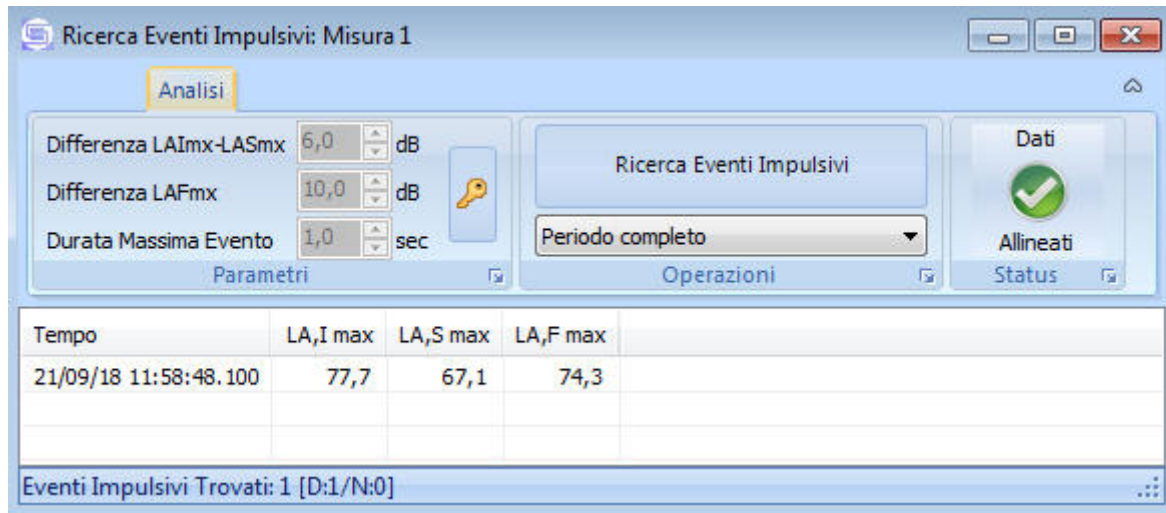 Ricerca Eventi Impulsivi: Misura 1
Analisi
Differenza LAImx-LASmx 6,0 dB
Differenza LAFmx 10,0 dB
Durata Massima Evento 1,0 sec
Parametri
Ricerca Eventi Impulsivi
Periodo completo
Operazioni
Dati
Allineati
Status
Tempo LA,I max LA,S max LA,F max
21/09/18 11:58:48.100 77,7 67,1 74,3
Eventi Impulsivi Trovati: 1 [D:1/N:0]